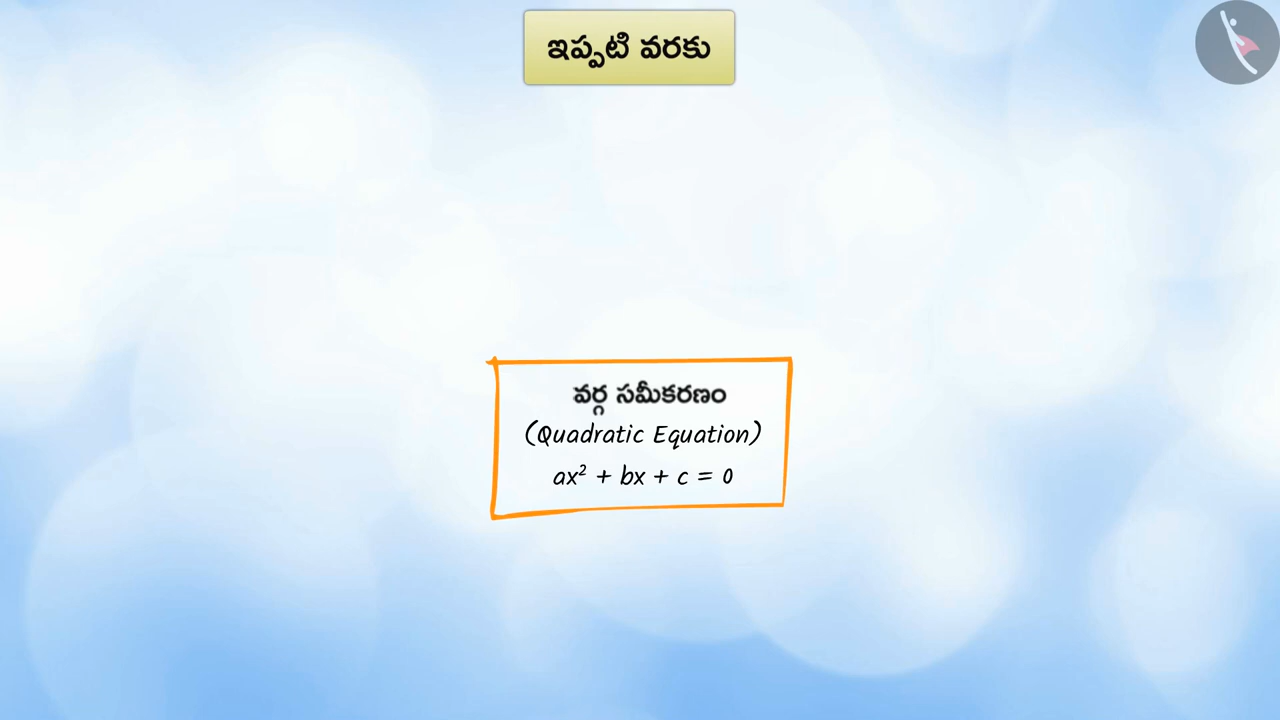 ఇప్పటి వరకు
వర్గ సమీకరణం
(Quadratic Equation)
ax² + bx + c = 0